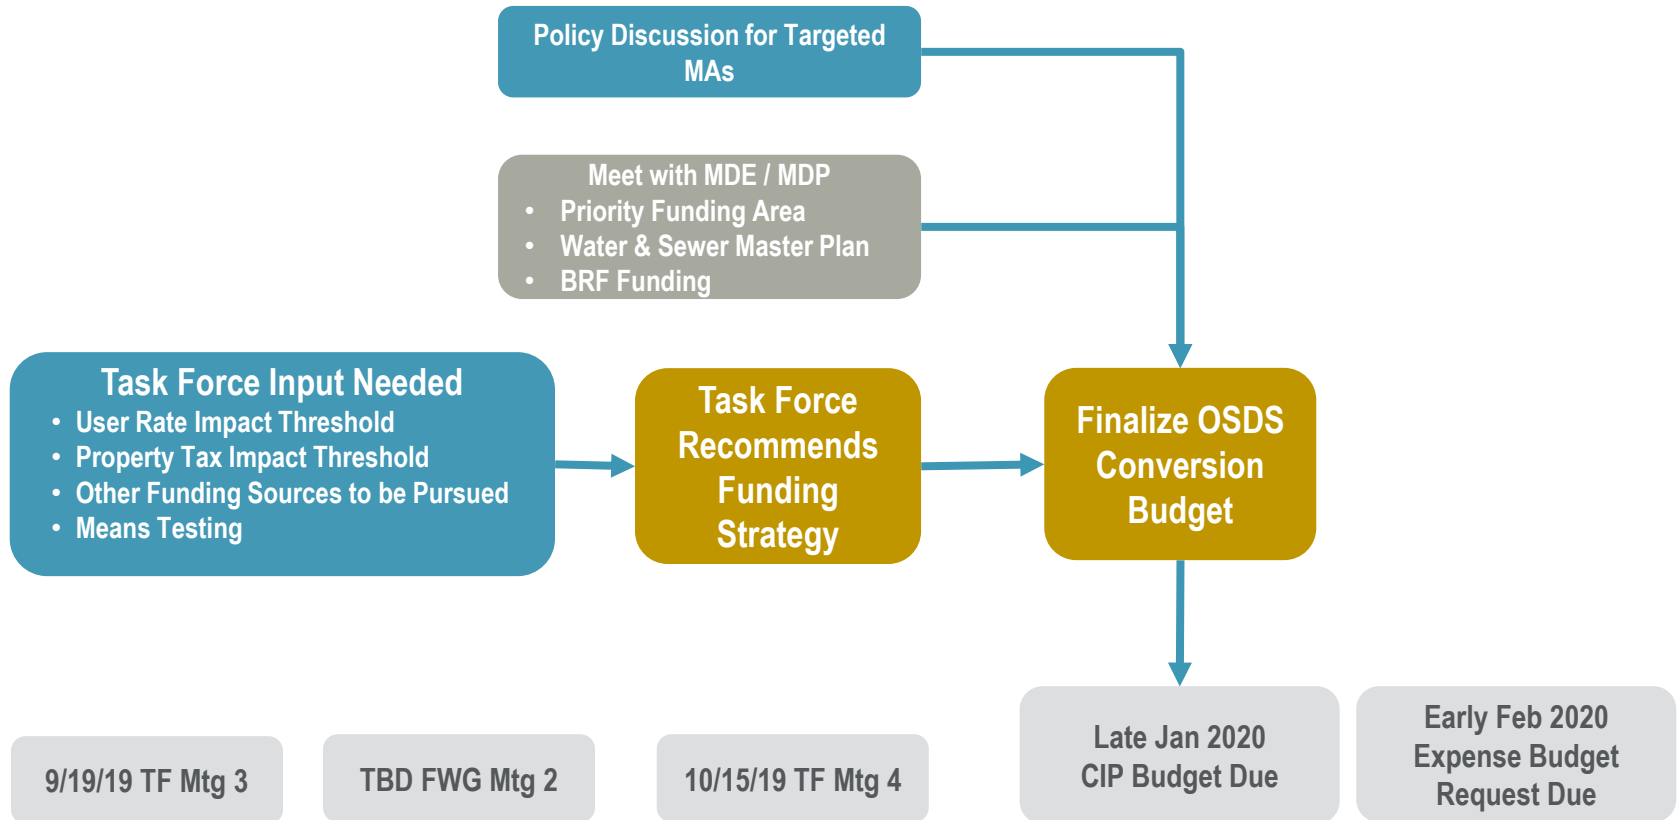 Policy Discussion for Targeted
MAs
Meet with MDE / MDP
• Priority Funding Area
• Water & Sewer Master Plan
• BRF Funding
Task Force Input Needed
• User Rate Impact Threshold
• Property Tax Impact Threshold
• Other Funding Sources to be Pursued
• Means Testing
Task Force
Recommends
Funding
Strategy
Finalize OSDS
Conversion
Budget
9/19/19 TF Mtg 3
TBD FWG Mtg 2
10/15/19 TF Mtg 4
Late Jan 2020
CIP Budget Due
Early Feb 2020
Expense Budget
Request Due